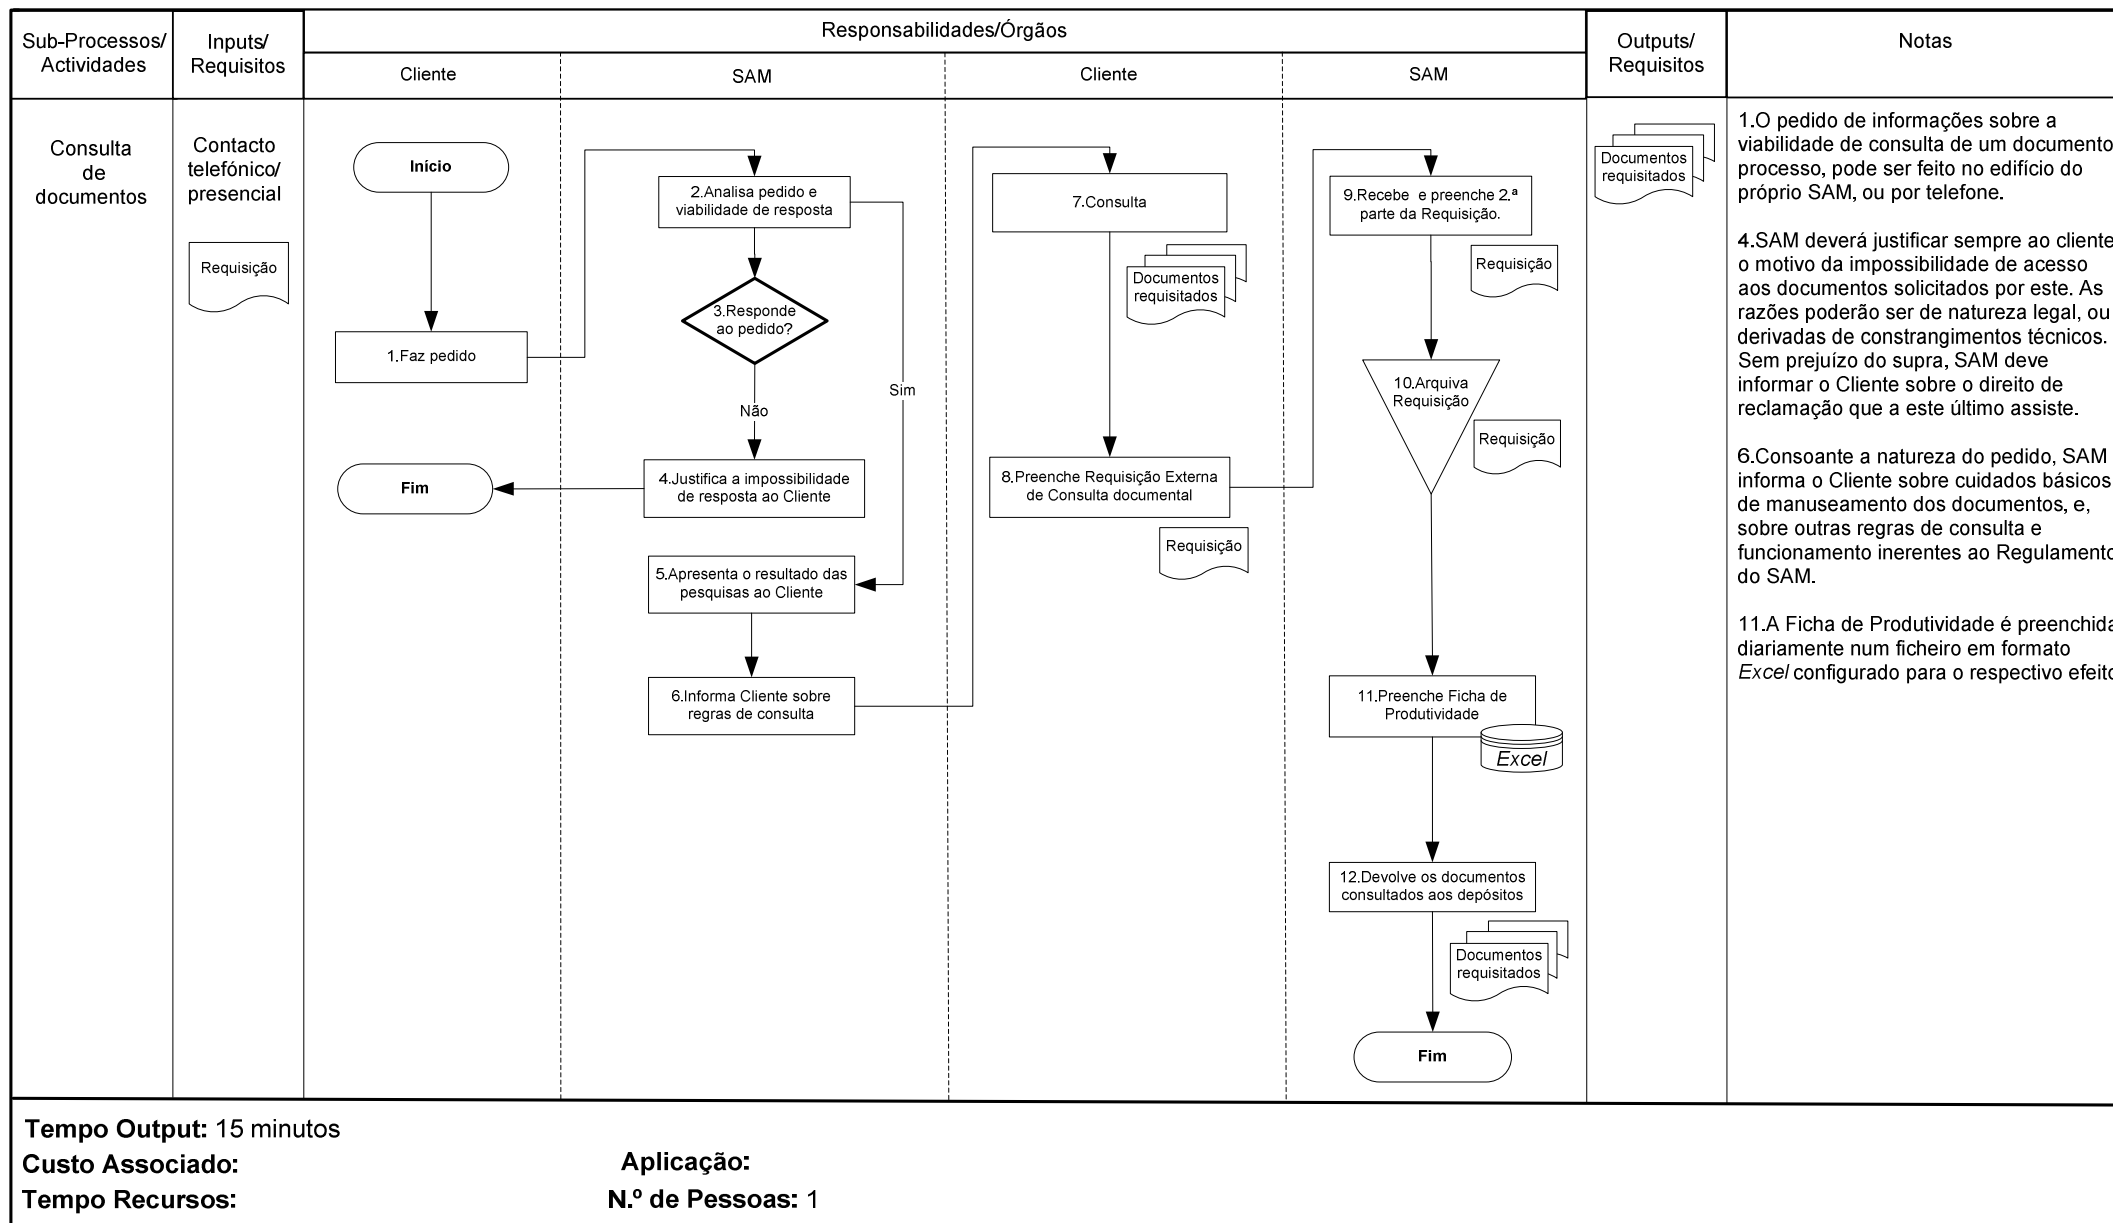 Sub-Processos/
Actividades
Inputs/
Requisitos
Responsabilidades/Órgãos
Cliente
SAM
Cliente
SAM
Outputs/
Requisitos
Notas
Consulta
de
documentos
Contacto
telefónico/
presencial
Requisição
Início
1.Faz pedido
Fim
2.Analisa pedido e
viabilidade de resposta
3.Responde
ao pedido?
Sim
Não
4.Justifica a impossibilidade
de resposta ao Cliente
5.Apresenta o resultado das
pesquisas ao Cliente
6.Informa Cliente sobre
regras de consulta
7.Consulta
Documentos
requisitados
8.Preenche Requisição Externa
de Consulta documental
Requisição
9.Recebe e preenche 2.ª
parte da Requisição.
Requisição
10.Arquiva
Requisição
Requisição
11.Preenche Ficha de
Produtividade
Excel
12.Devolve os documentos
consultados aos depósitos
Documentos
requisitados
Fim
Documentos
requisitados
1.O pedido de informações sobre a
viabilidade de consulta de um documento
processo, pode ser feito no edifício do
próprio SAM, ou por telefone.
4.SAM deverá justificar sempre ao cliente
o motivo da impossibilidade de acesso
aos documentos solicitados por este. As
razões poderão ser de natureza legal, ou
derivadas de constrangimentos técnicos.
Sem prejuízo do supra, SAM deve
informar o Cliente sobre o direito de
reclamação que a este último assiste.
6.Consoante a natureza do pedido, SAM
informa o Cliente sobre cuidados básicos
de manuseamento dos documentos, e,
sobre outras regras de consulta e
funcionamento inerentes ao Regulamento
do SAM.
11.A Ficha de Produtividade é preenchida
diariamente num ficheiro em formato
Excel configurado para o respectivo efeito
Tempo Output: 15 minutos
Custo Associado:
Aplicação:
Tempo Recursos:
N.º de Pessoas: 1